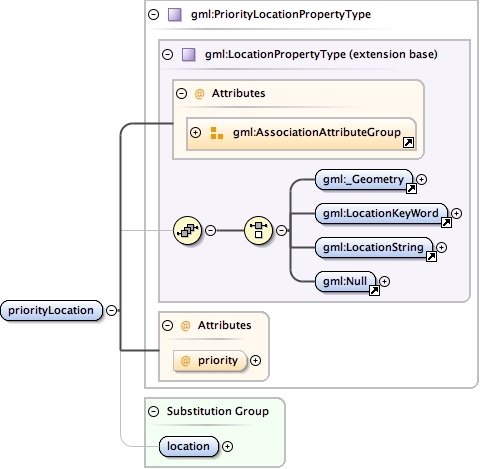 gml:PriorityLocationPropertyType
gml:LocationPropertyType (extension base)
@ Attributes
gml:AssociationAttributeGroup
gml:_Geometry
gml:LocationKeyWord
gml:LocationString
gml:Null
priorityLocation
@ Attributes
@ priority
Substitution Group
location